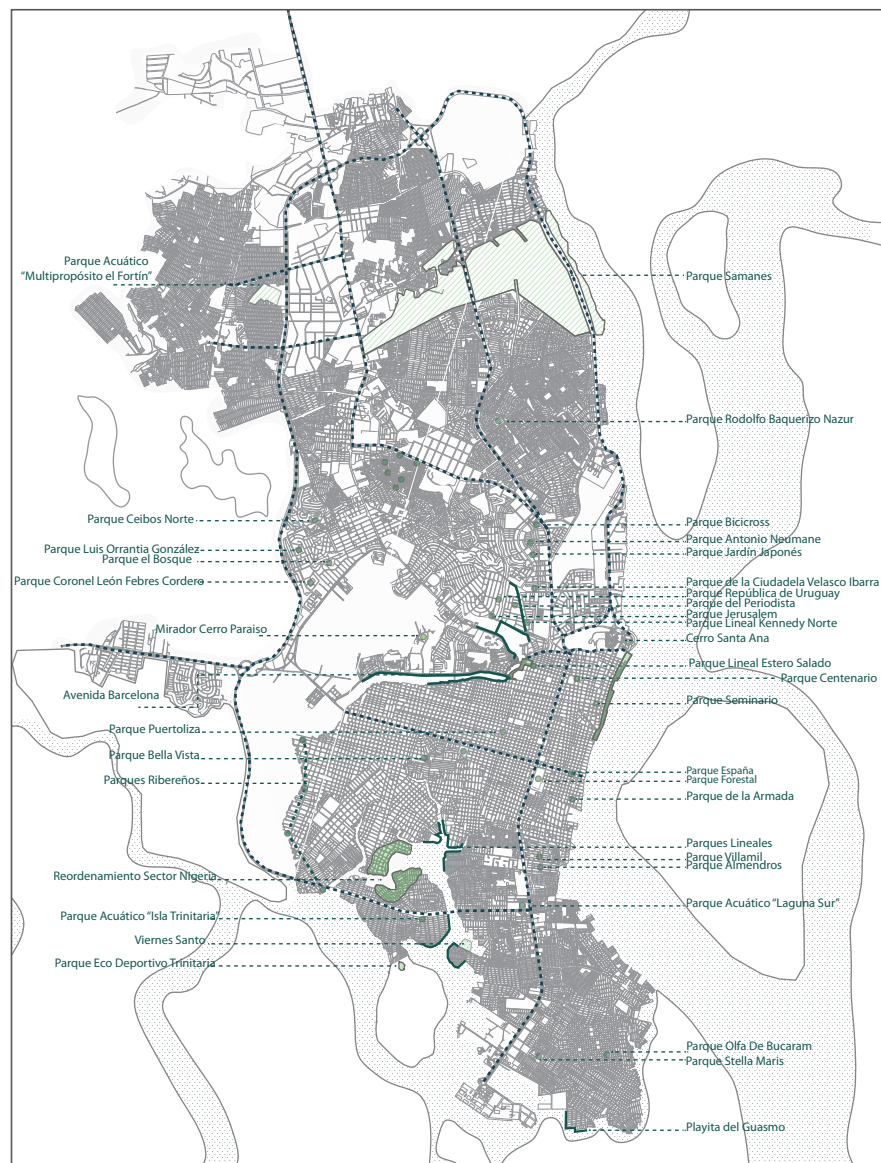 Parque Acuático
“Multipropósito el Fortín”
Parque Samanes
Parque Rodolfo Baquerizo Nazur
Parque Ceibos Norte
Parque Luis Orrantia González
Parque el Bosque
Parque Coronel León Febres Cordero
Mirador Cerro Paraiso
Avenida Barcelona
Parque Puertoliza
Parque Bella Vista
Parques Ribereños
Reordenamiento Sector Nigeria
Parque Acuático “Isla Trinitaria”
Viernes Santo
Parque Eco Deportivo Trinitaria
Parque Bicicross
Parque Antonio Neumane
Parque Jardín Japonés
Parque de la Ciudadela Velasco Ibarra
Parque República de Uruguay
Parque del Periodista
Parque Jerusalem
Parque Lineal Kennedy Norte
Cerro Santa Ana
Parque Lineal Estero Salado
Parque Centenario
Parque Seminario
Parque España
Parque Forestal
Parque de la Armada
Parques Lineales
Parque Villamil
Parque Almendros
Parque Acuático “Laguna Sur”
Parque Olfa De Bucaram
Parque Stella Maris
Playita del Guasmo